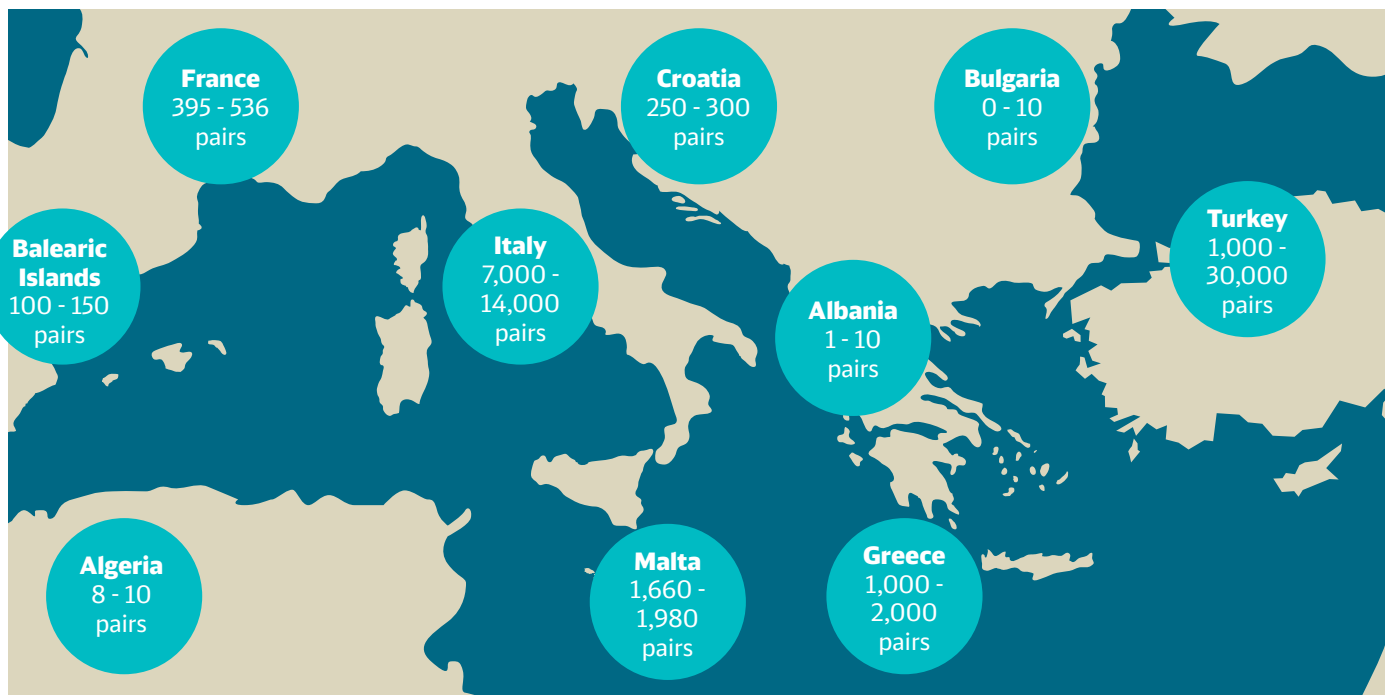 France
395 - 536
pairs
Croatia
250 - 300
pairs
Bulgaria
0 - 10
pairs
Balearic
Islands
100 - 150
pairs
Italy
7,000 -
14,000
pairs
Albania
1 - 10
pairs
Turkey
1,000 -
30,000
pairs
Algeria
8 - 10
pairs
Malta
1,660 -
1,980
pairs
Greece
1,000 -
2,000
pairs